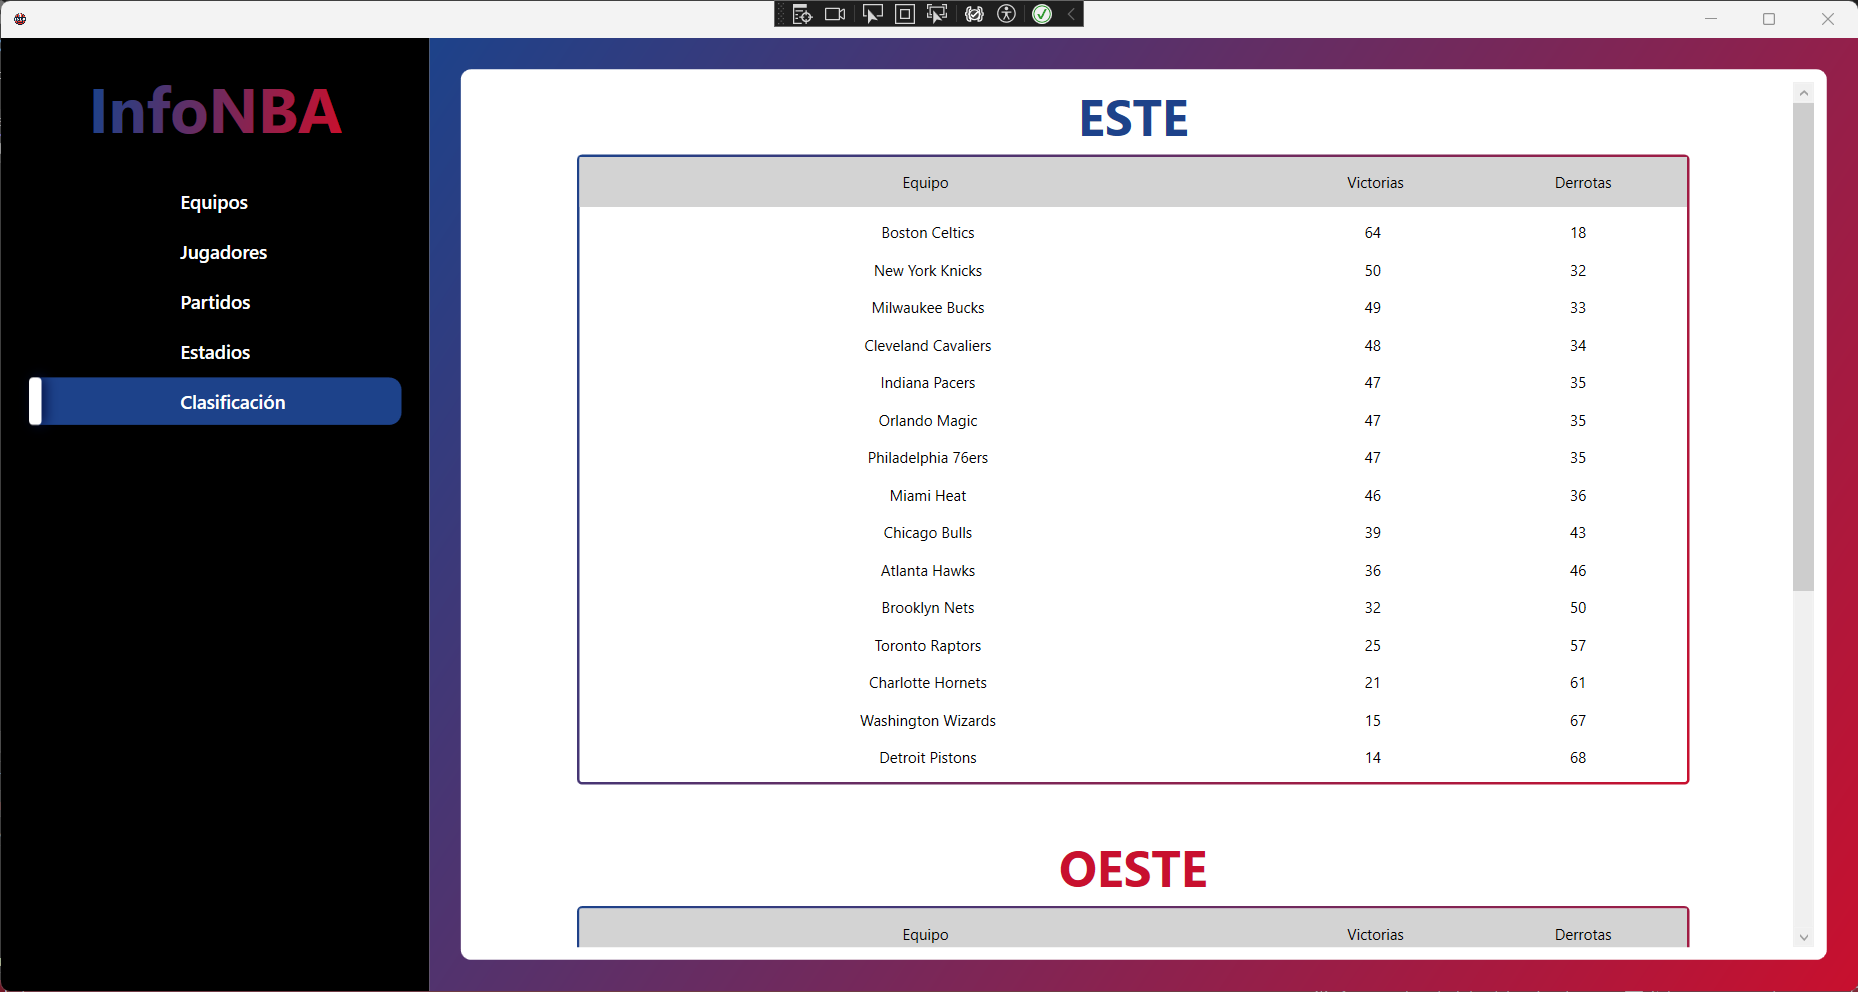 InfoNBA
Equipos
Jugadores
Partidos
Estadios
Clasificación
ESTE
Equipo Victorias Derrotas
Boston Celtics 64 18
New York Knicks 50 32
Milwaukee Bucks 49 33
Cleveland Cavaliers 48 34
Indiana Pacers 47 35
Orlando Magic 47 35
Philadelphia 76ers 47 35
Miami Heat 46 36
Chicago Bulls 39 43
Atlanta Hawks 36 46
Brooklyn Nets 32 50
Toronto Raptors 25 57
Charlotte Hornets 21 61
Washington Wizards 15 67
Detroit Pistons 14 68
OESTE
Equipo Victorias Derrotas